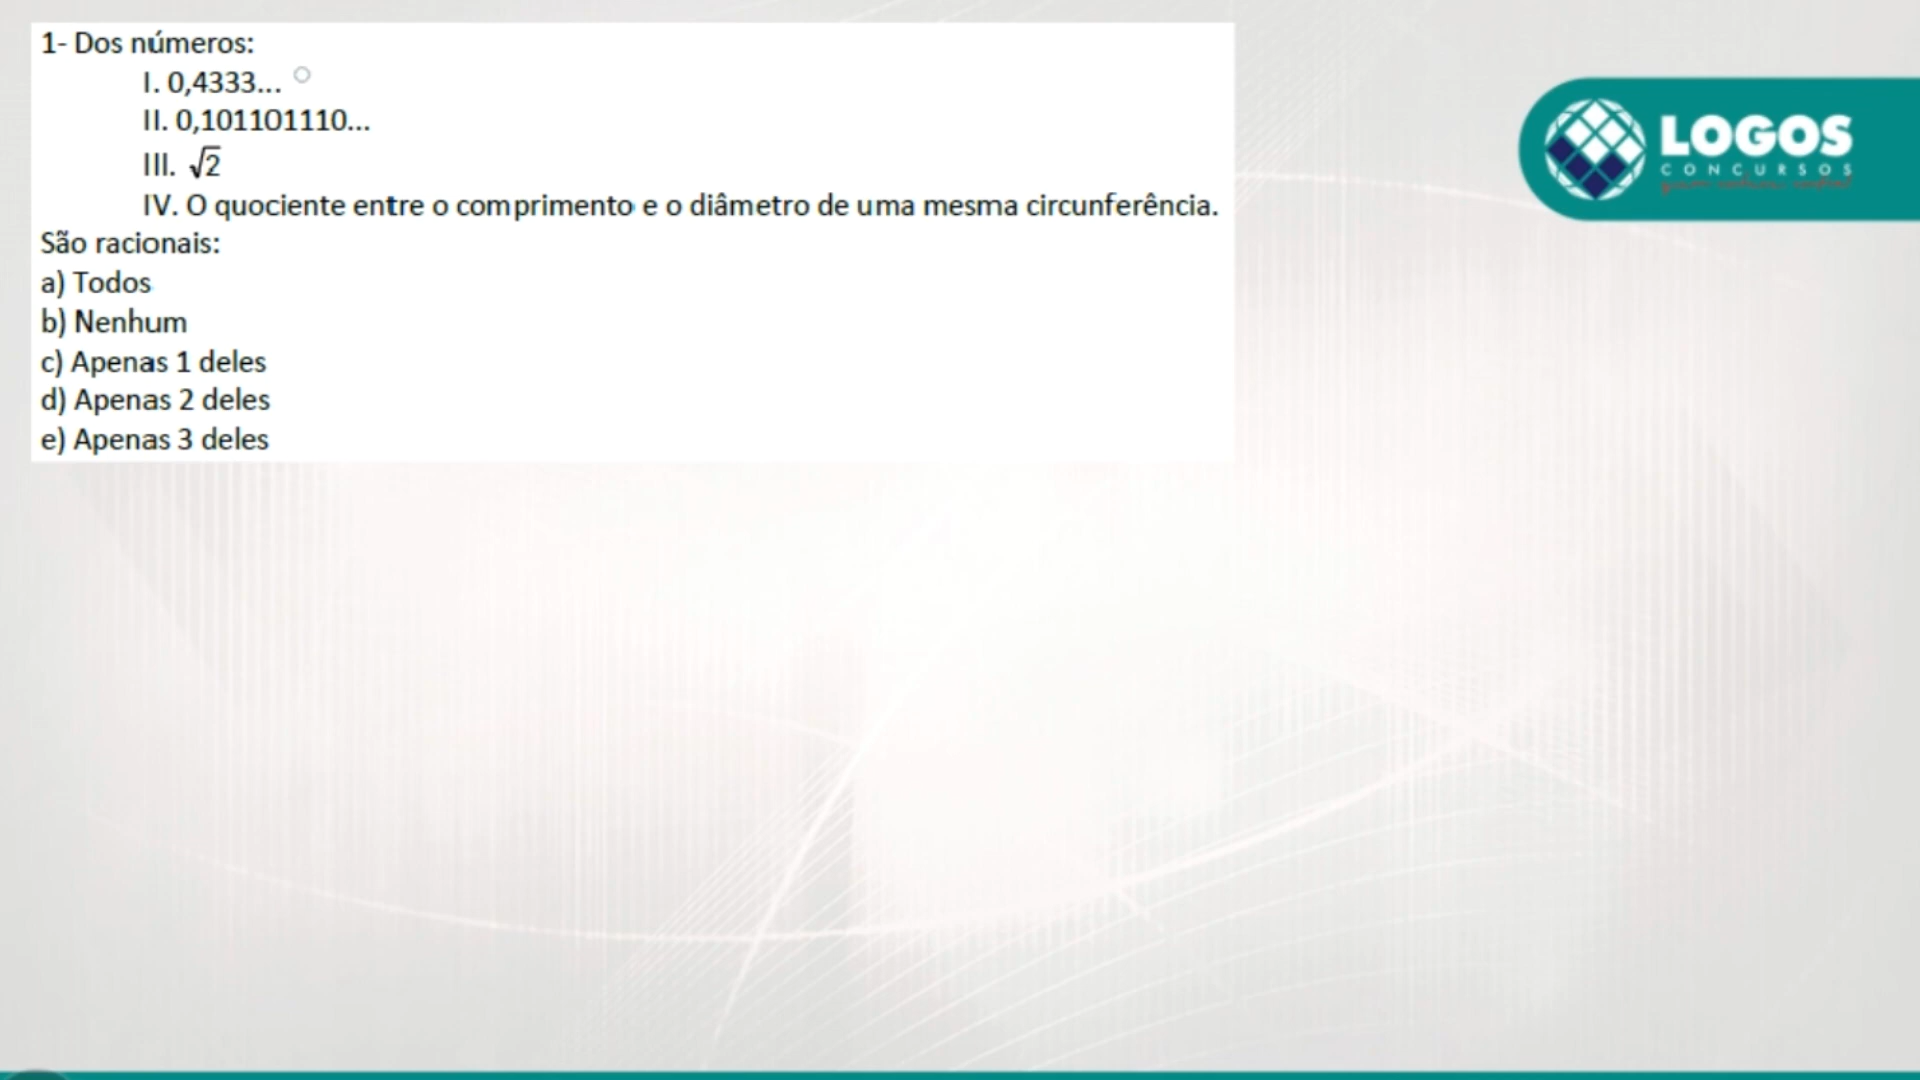 1- Dos números:
I. 0,4333...
II. 0,101101110...
III. √2
IV. O quociente entre o comprimento e o diâmetro de uma mesma circunferência.
São racionais:
a) Todos
b) Nenhum
c) Apenas 1 deles
d) Apenas 2 deles
e) Apenas 3 deles
LOGOS
CONCURSOS